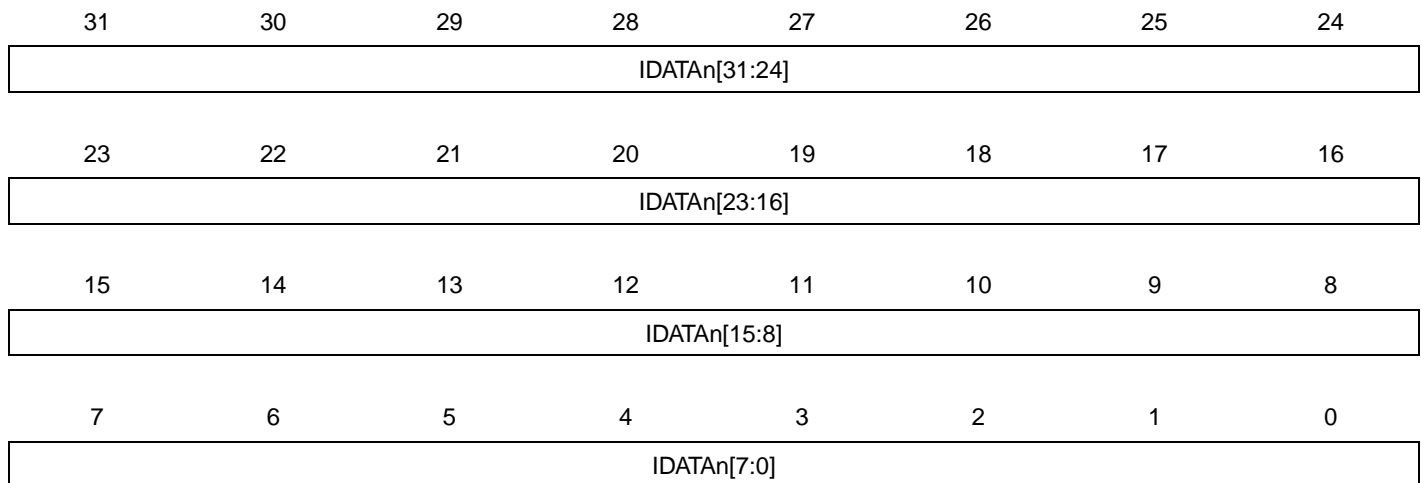 31 30 29 28 27 26 25 24
IDATAn[31:24]
23 22 21 20 19 18 17 16
IDATAn[23:16]
15 14 13 12 11 10 9 8
IDATAn[15:8]
7 6 5 4 3 2 1 0
IDATAn[7:0]